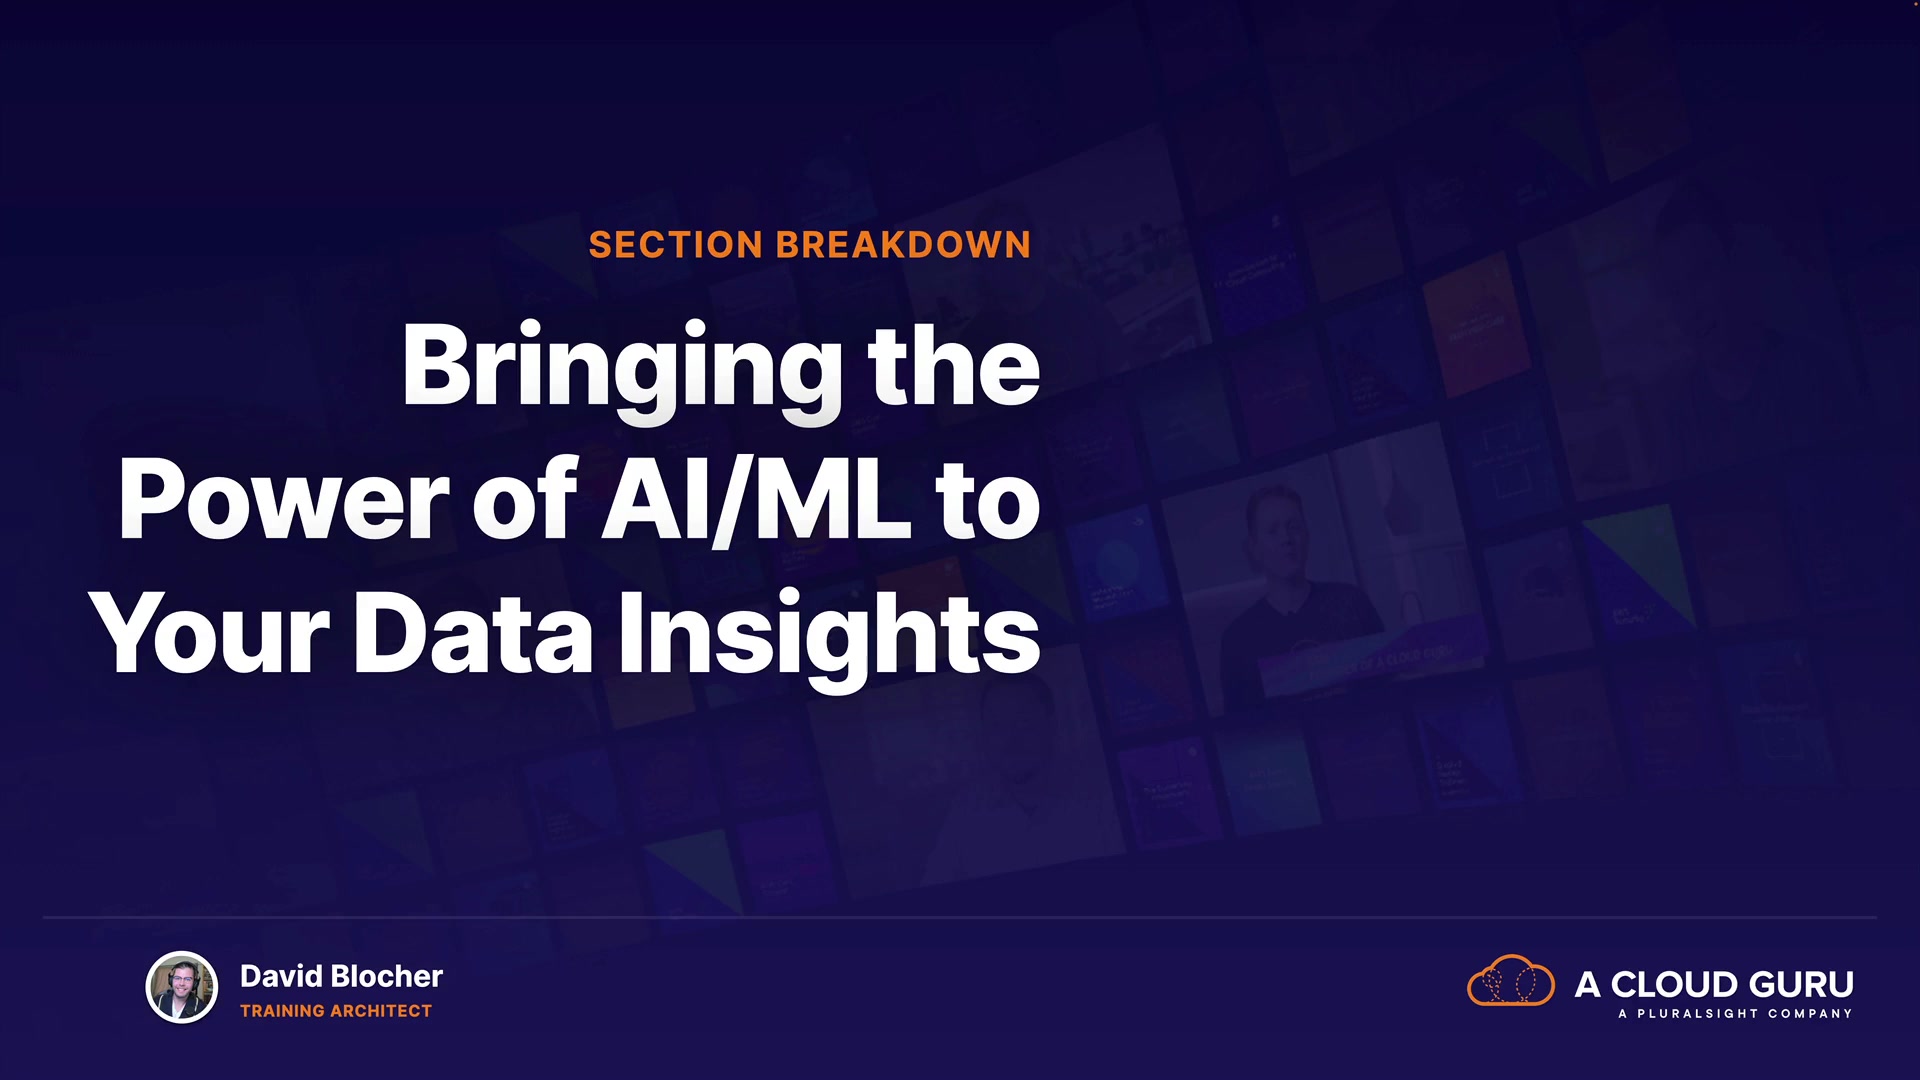 SECTION BREAKDOWN
Bringing the
Power of AI/ML to
Your Data Insights
David Blocher
TRAINING ARCHITECT
A CLOUD GURU
A PLURALSIGHT COMPANY